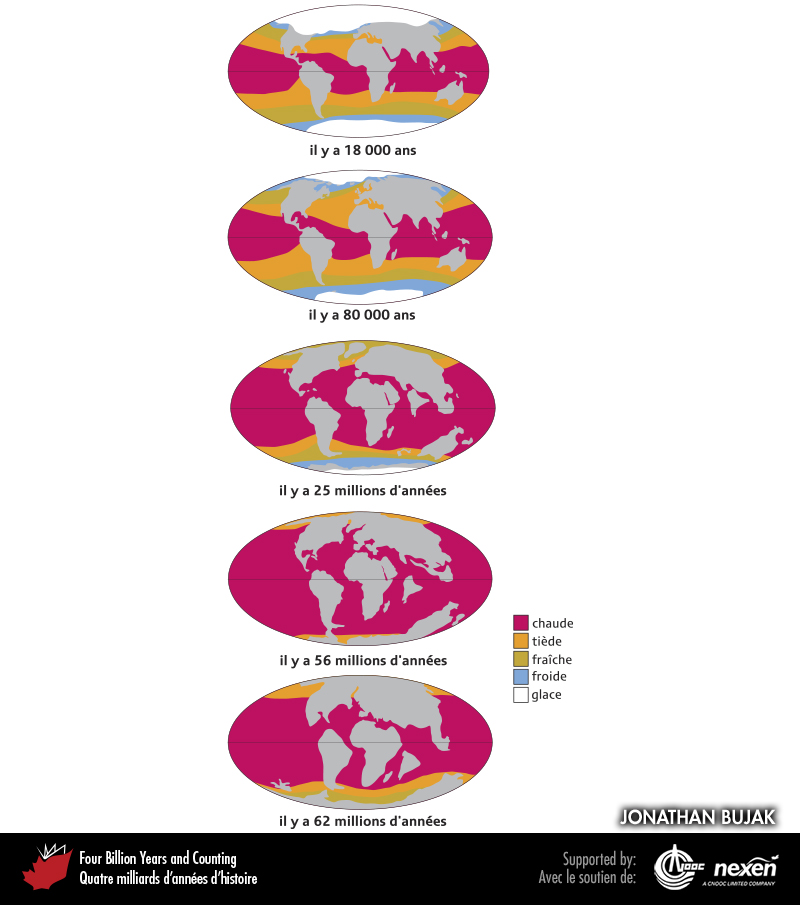 il y a 18 000 ans
il y a 80 000 ans
il y a 25 millions d'années
il y a 56 millions d'années
chaude
tiède
fraîche
froide
glace
il y a 62 millions d'années
JONATHAN BUJAK
Four Billion Years and Counting
Quatre milliards d'années d'histoire
Supported by:
Avec le soutien de:
cnooc
nexen
A CNOOC LIMITED COMPANY